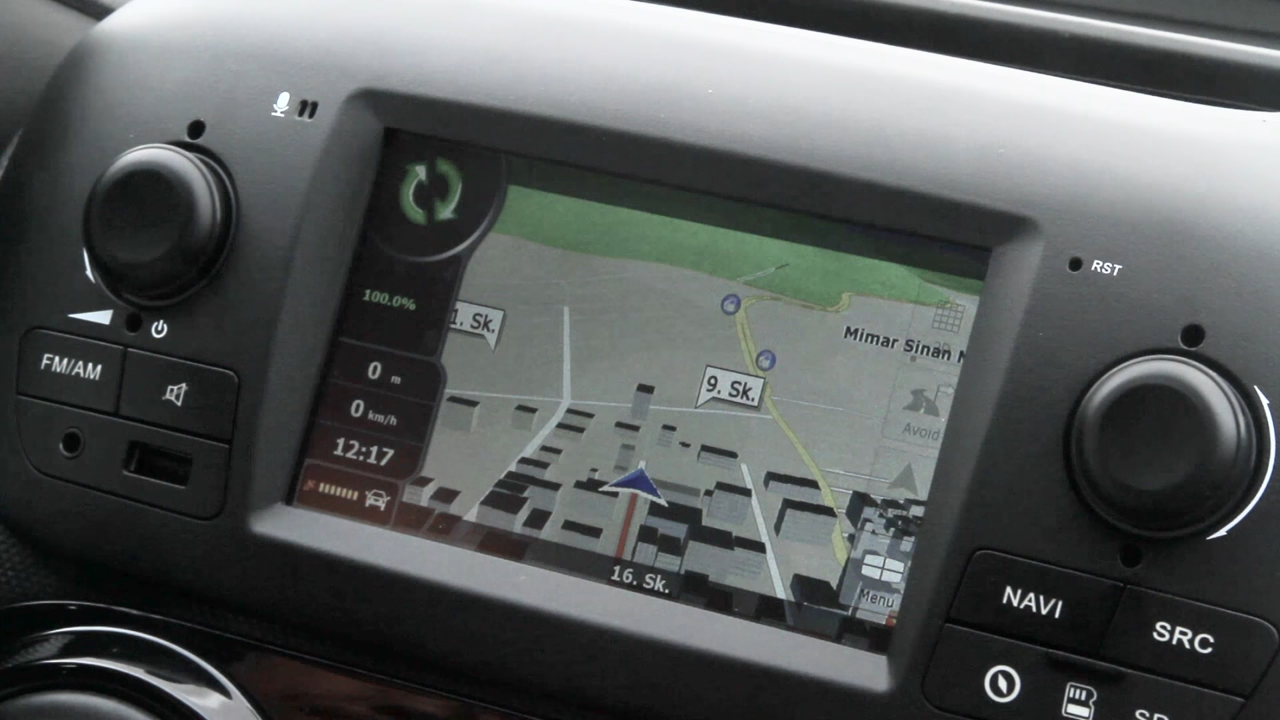 RST
100.0%
1. Sk.
Mimar Sinan
9. Sk.
0 m
Avoid
0 km/h
12:17
16. Sk.
Menu
FM/AM
NAVI
SRC